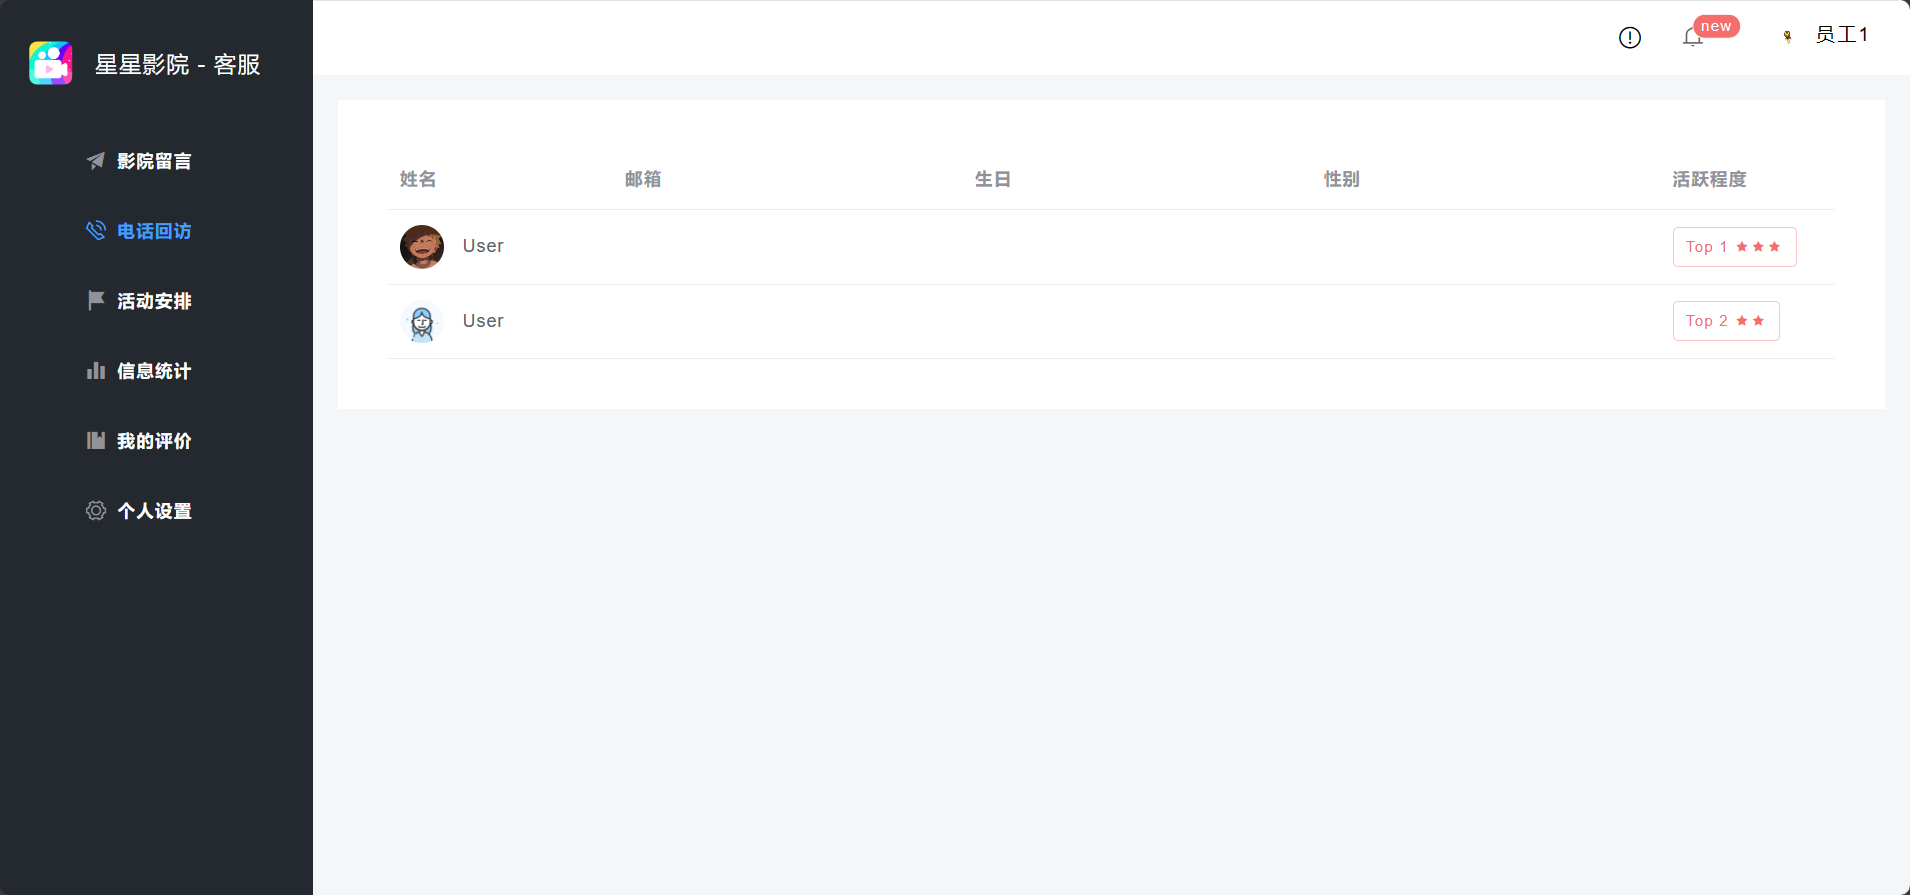 星星影院 - 客服
new
员工1
影院留言
电话回访
活动安排
信息统计
我的评价
个人设置
姓名 邮箱 生日 性别 活跃程度
User Top 1 ★ ★ ★
User Top 2 ★ ★